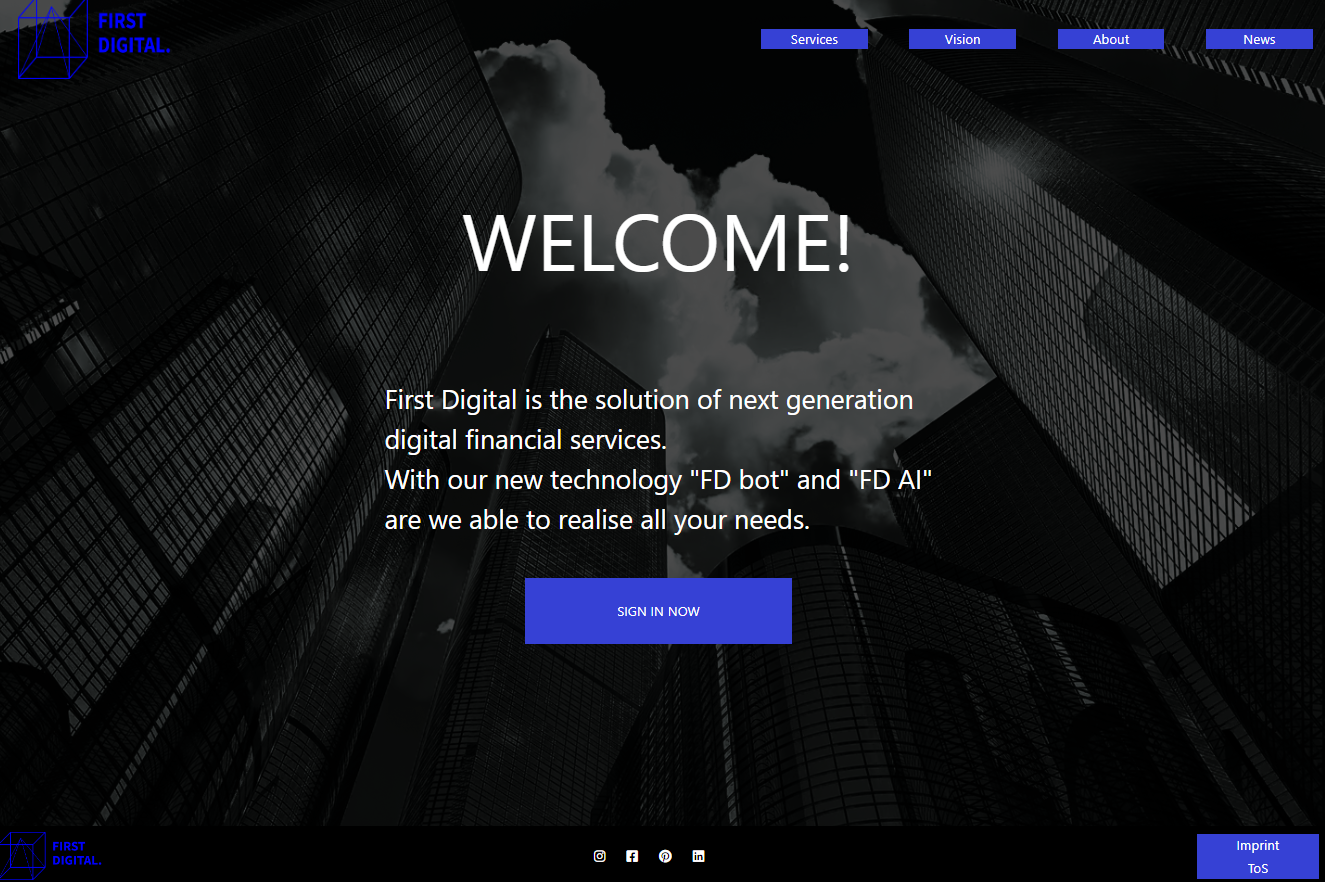 FIRST
DIGITAL.
Services
Vision
About
News
WELCOME!
First Digital is the solution of next generation
digital financial services.
With our new technology "FD bot" and "FD AI"
are we able to realise all your needs.
SIGN IN NOW
FIRST
DIGITAL.
Imprint
ToS